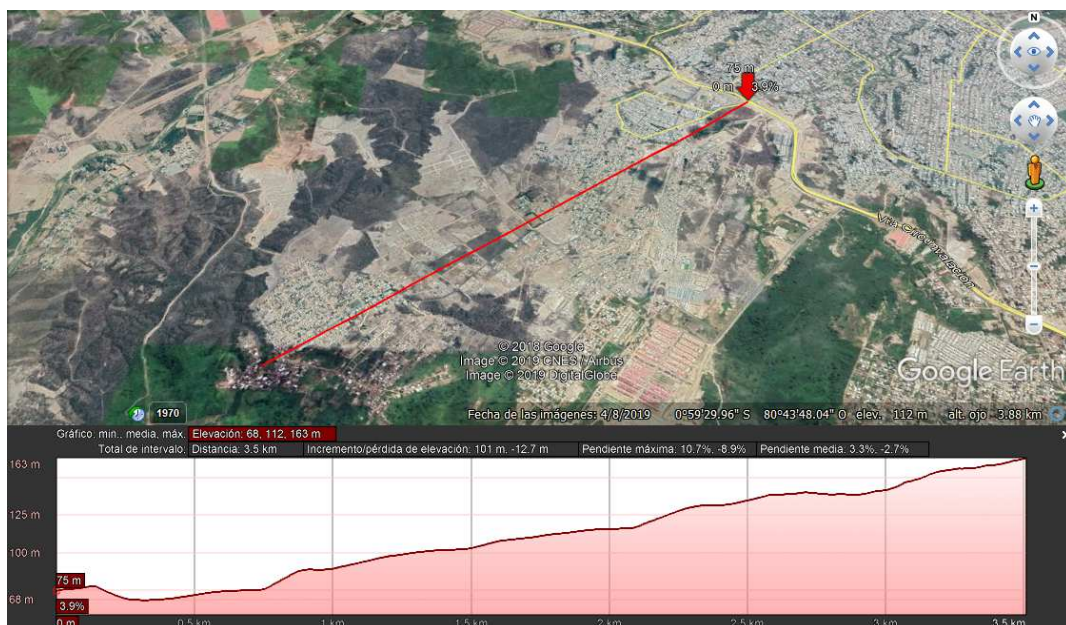 N
75 m
0 m 3.9%
Vía Circunvalación
© 2018 Google
Image © 2019 CNES / Airbus
Image © 2019 DigitalGlobe
Google Earth
1970
Fecha de las imágenes: 4/8/2019 0°59'29.96" S 80°43'48.04" O elev. 112 m alt. ojo 3.88 km
Gráfico: min., media, máx. Elevación: 68, 112, 163 m
Total de intervalo: Distancia: 3.5 km Incremento/pérdida de elevación: 101 m, -12.7 m Pendiente máxima: 10.7%, -8.9% Pendiente media: 3.3%, -2.7%
163 m
125 m
100 m
75 m
68 m
3.9%
0 m 0.5 km 1 km 1.5 km 2 km 2.5 km 3 km 3.5 km